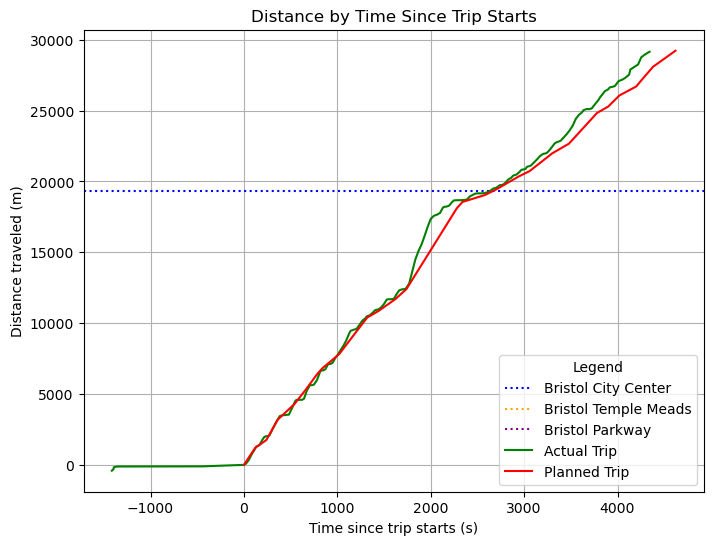 Distance by Time Since Trip Starts
30000
25000
20000
15000
10000
5000
0
Distance traveled (m)
−1000
0
1000
2000
3000
4000
Time since trip starts (s)
Legend
Bristol City Center
Bristol Temple Meads
Bristol Parkway
Actual Trip
Planned Trip